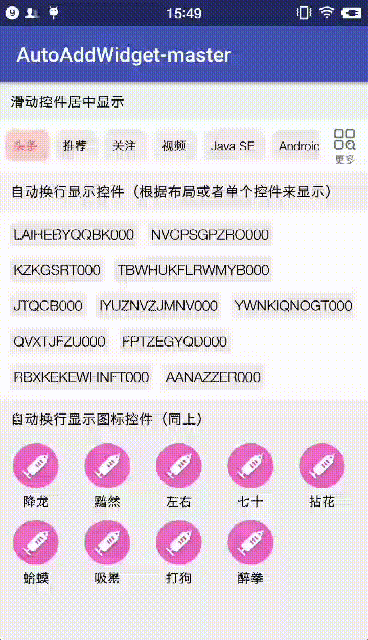 15:49
AutoAddWidget-master
滑动控件居中显示
头条 推荐 关注 视频 Java SE Android
更多
自动换行显示控件（根据布局或者单个控件来显示）
LAIHEBYQQBK000 NVCPSGPZRO000
KZKGSRT000 TBWHUKFLRWMYB000
JTQCB000 IYUZNVZJMNV000 YWNKIQNOGT000
QVXTJFZU000 PPTZEGYQD000
RBXKEKEWHNFT000 AANAZZER000
自动换行显示图标控件（同上）
降龙 黯然 左右 七十 拈花
蛤蟆 吸累 打狗 醉拳